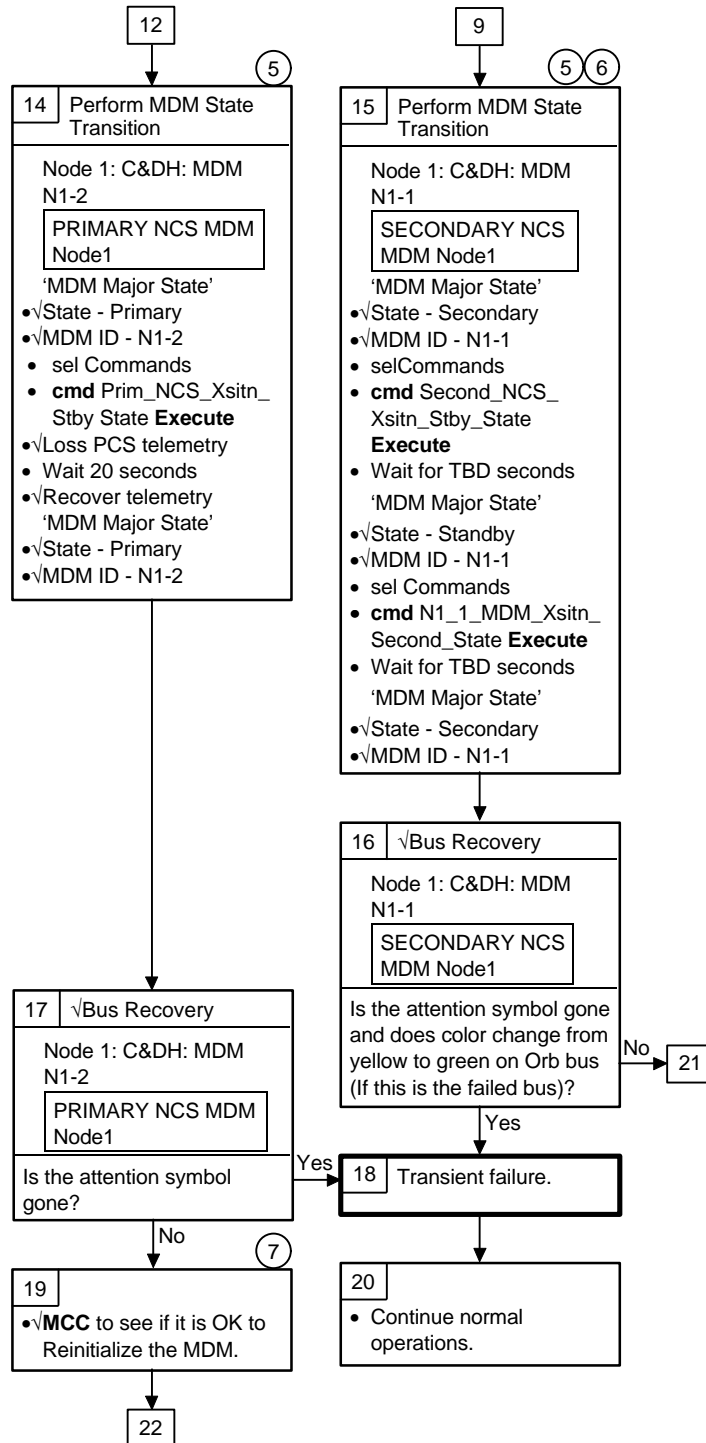 12
5
14 Perform MDM State
Transition
Node 1: C&DH: MDM
N1-2
PRIMARY NCS MDM
Node1
‘MDM Major State’
•√State - Primary
•√MDM ID - N1-2
• sel Commands
• cmd Prim_NCS_Xsitn_
Stby State Execute
•√Loss PCS telemetry
• Wait 20 seconds
•√Recover telemetry
‘MDM Major State’
•√State - Primary
•√MDM ID - N1-2
9
5 6
15 Perform MDM State
Transition
Node 1: C&DH: MDM
N1-1
SECONDARY NCS
MDM Node1
‘MDM Major State’
•√State - Secondary
•√MDM ID - N1-1
• selCommands
• cmd Second_NCS_
Xsitn_Stby_State
Execute
• Wait for TBD seconds
‘MDM Major State’
•√State - Standby
•√MDM ID - N1-1
• sel Commands
• cmd N1_1_MDM_Xsitn_
Second_State Execute
• Wait for TBD seconds
‘MDM Major State’
•√State - Secondary
•√MDM ID - N1-1
16 √Bus Recovery
Node 1: C&DH: MDM
N1-1
SECONDARY NCS
MDM Node1
Is the attention symbol gone
and does color change from
yellow to green on Orb bus
(If this is the failed bus)?
No
21
Yes
17 √Bus Recovery
Node 1: C&DH: MDM
N1-2
PRIMARY NCS MDM
Node1
Is the attention symbol
gone?
Yes
18 Transient failure.
No
7
19
•√MCC to see if it is OK to
Reinitialize the MDM.
20
• Continue normal
operations.
22